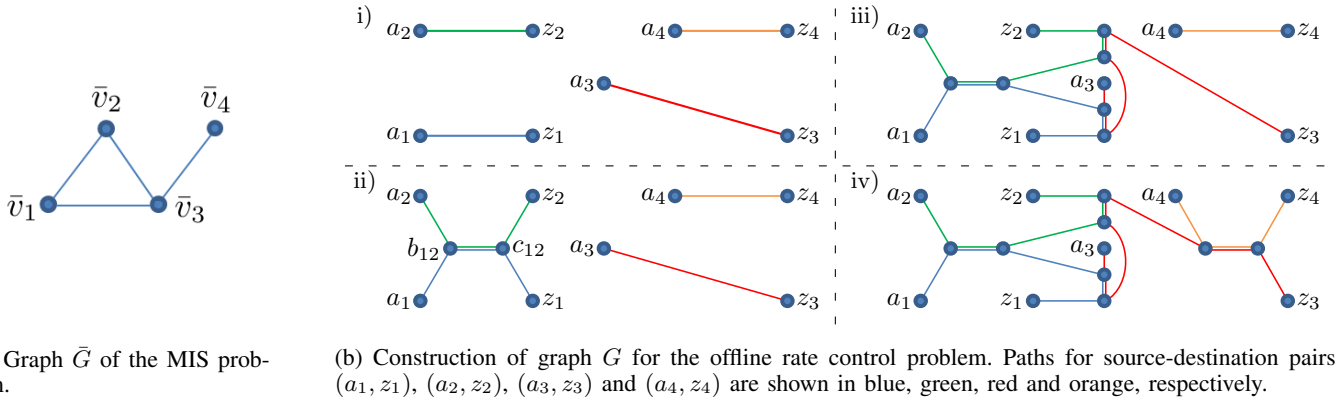 v̄₂ v̄₄
v̄₁ v̄₃
Graph Ḡ of the MIS prob-
n.
i)
a₂ z₂ a₄ z₄
a₃
a₁ z₁ z₃
ii)
a₂ z₂ a₄ z₄
b₁₂ c₁₂ a₃
a₁ z₁ z₃
iii)
a₂ z₂ a₄ z₄
a₃
a₁ z₁ z₃
iv)
a₂ z₂ a₄ z₄
a₃
a₁ z₁ z₃
(b) Construction of graph G for the offline rate control problem. Paths for source-destination pairs
(a₁, z₁), (a₂, z₂), (a₃, z₃) and (a₄, z₄) are shown in blue, green, red and orange, respectively.